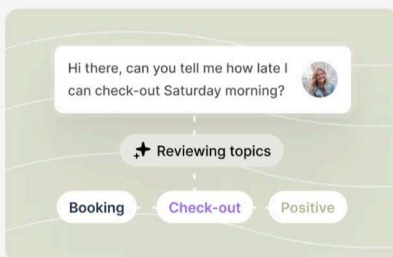 Hi there, can you tell me how late I
can check-out Saturday morning?
Reviewing topics
Booking
Check-out
Positive